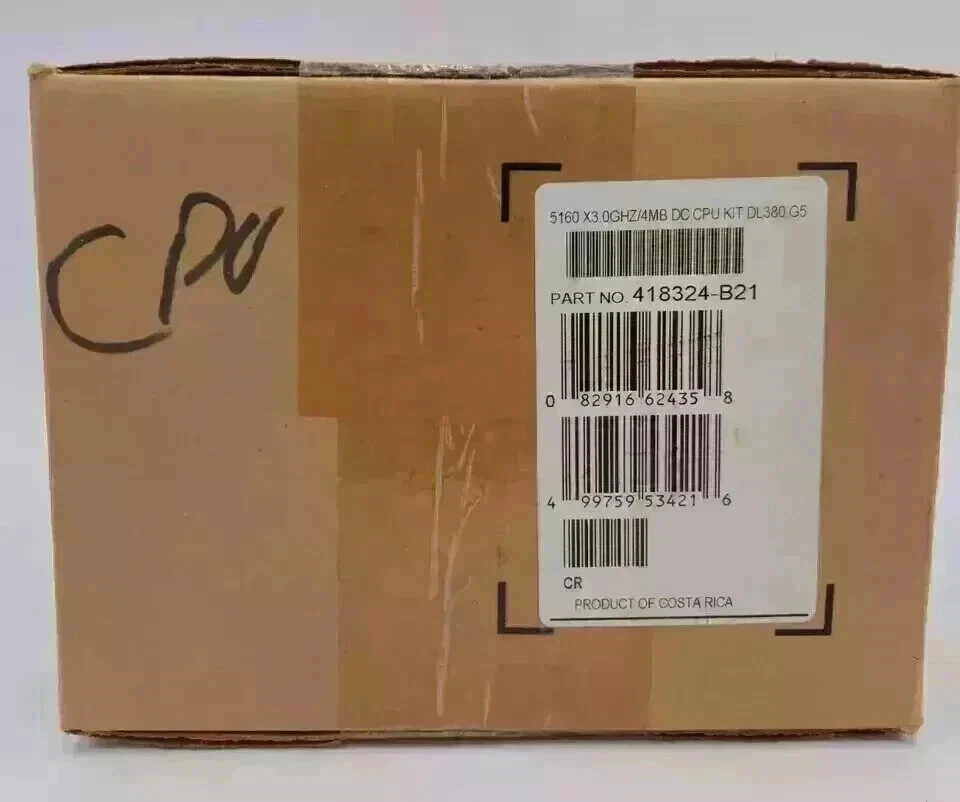 CPU
5160 X3.0GHZ/4MB DC CPU KIT DL380 G5
PART NO. 418324-B21
0 82916 62435 8
4 99759 53421 6
CR
PRODUCT OF COSTA RICA